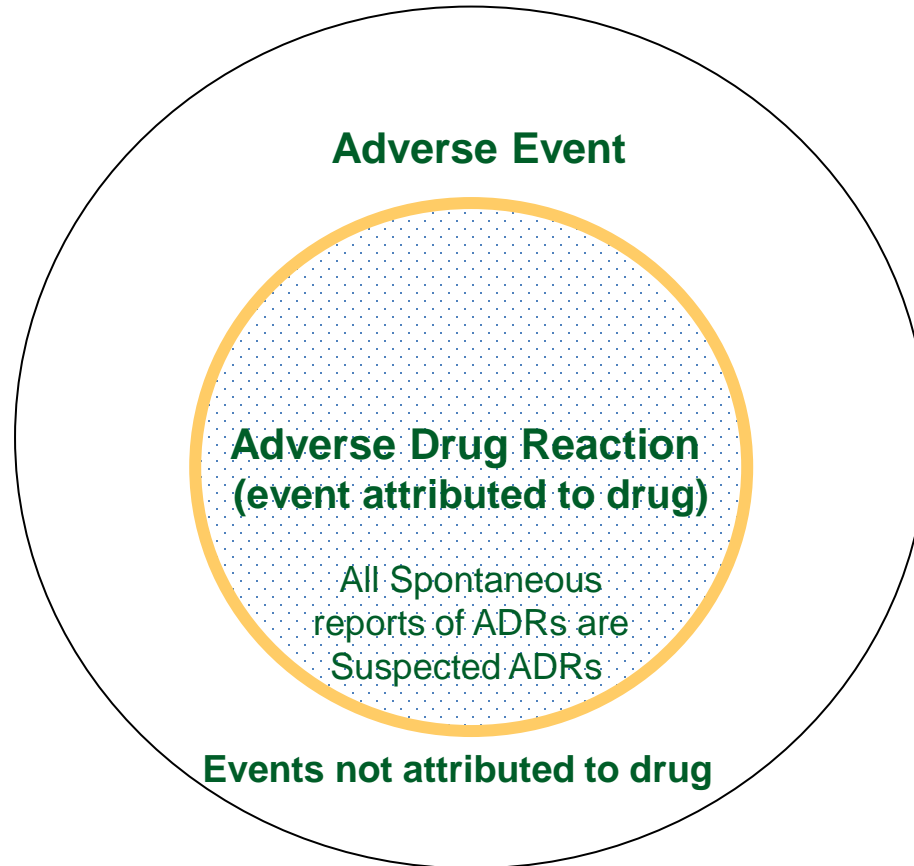 Adverse Event
Adverse Drug Reaction
(event attributed to drug)
All Spontaneous
reports of ADRs are
Suspected ADRs
Events not attributed to drug